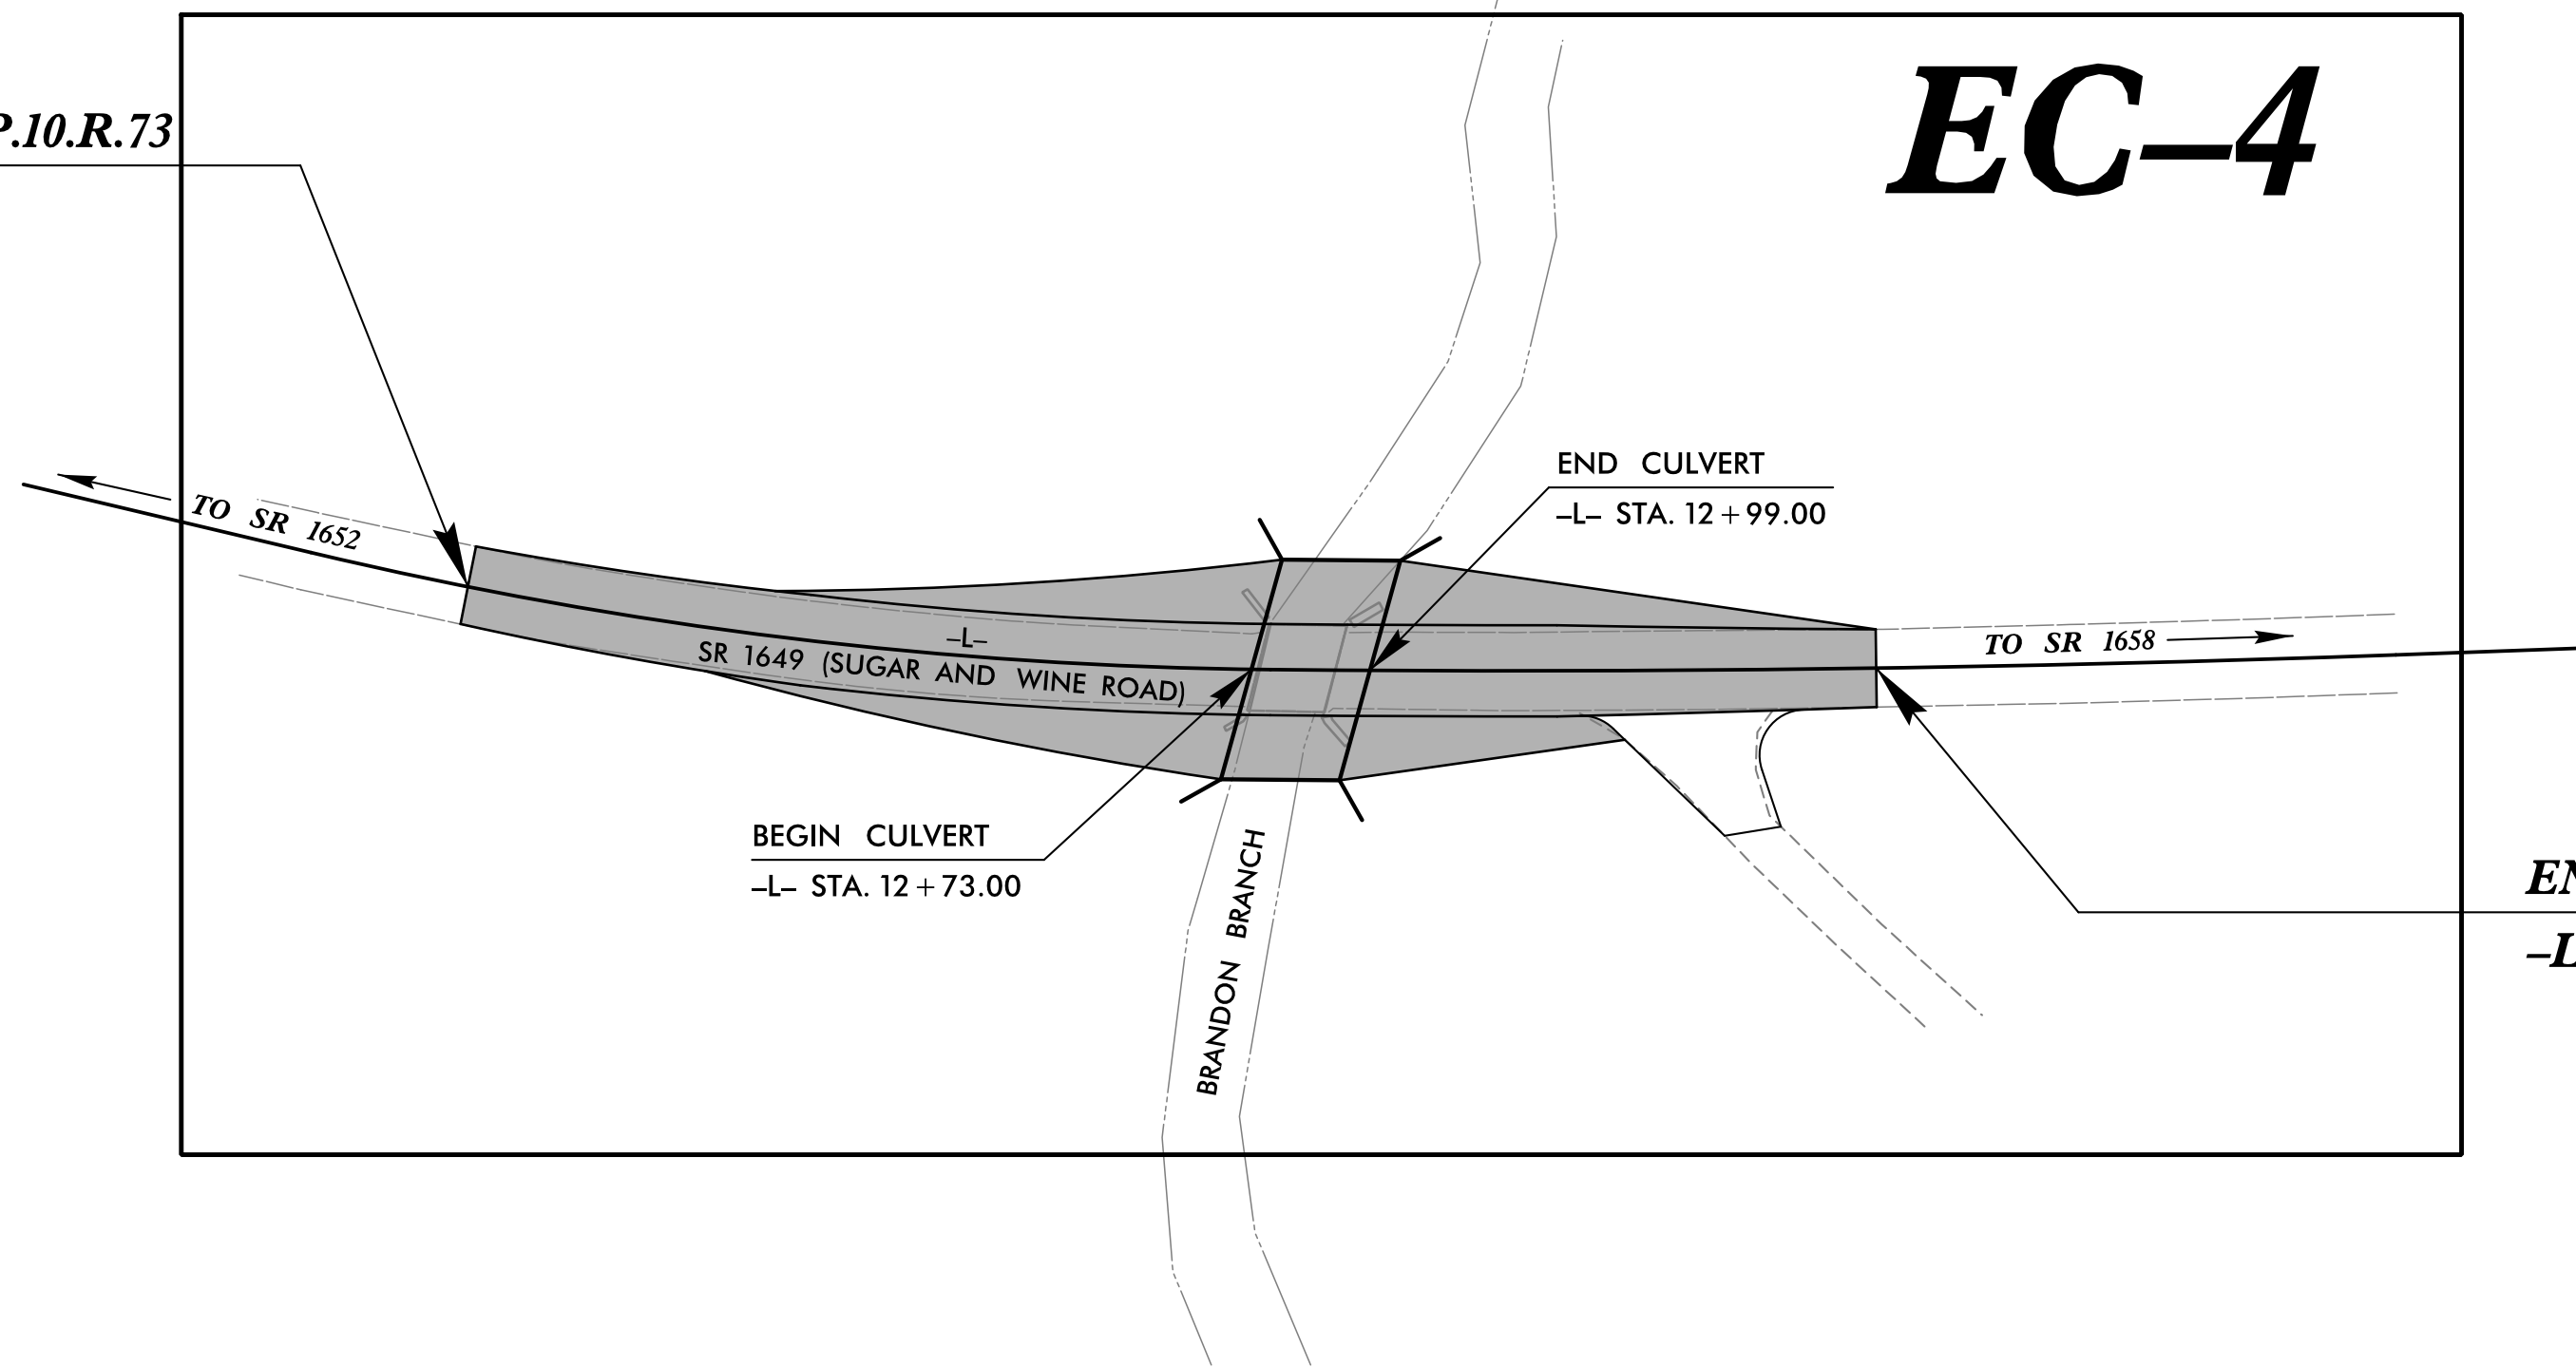 EC–4
P.10.R.73
END CULVERT
–L– STA. 12+99.00
TO SR 1652
–L–
SR 1649 (SUGAR AND WINE ROAD)
TO SR 1658
BEGIN CULVERT
–L– STA. 12+73.00
BRANDON BRANCH